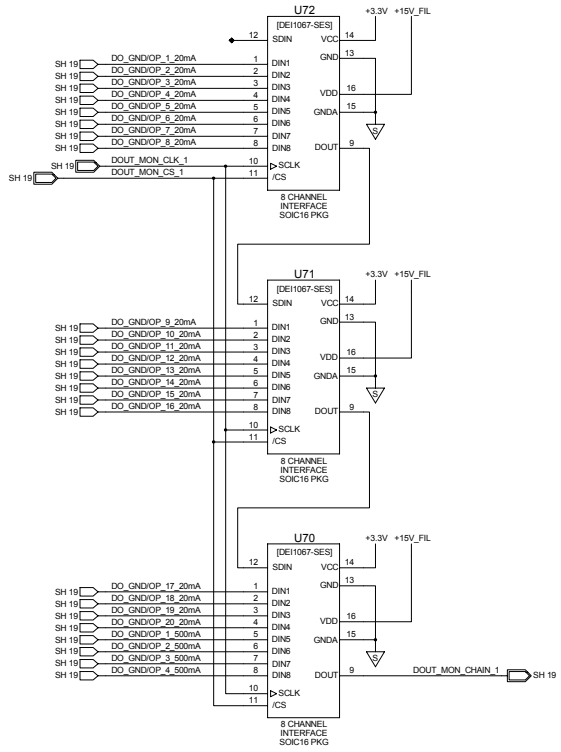 U72
[DEI1067-SES]
+3.3V +15V_FIL
12 SDIN VCC 14
GND 13
SH 19 DO_GND/OP_1_20mA 1 DIN1
SH 19 DO_GND/OP_2_20mA 2 DIN2
SH 19 DO_GND/OP_3_20mA 3 DIN3
SH 19 DO_GND/OP_4_20mA 4 DIN4 VDD 16
SH 19 DO_GND/OP_5_20mA 5 DIN5 GNDA 15
SH 19 DO_GND/OP_6_20mA 6 DIN6
SH 19 DO_GND/OP_7_20mA 7 DIN7 S
SH 19 DO_GND/OP_8_20mA 8 DIN8 DOUT 9
SH 19 DOUT_MON_CLK_1 10 SCLK
SH 19 DOUT_MON_CS_1 11 /CS
8 CHANNEL
INTERFACE
SOIC16 PKG
U71
[DEI1067-SES]
+3.3V +15V_FIL
12 SDIN VCC 14
GND 13
SH 19 DO_GND/OP_9_20mA 1 DIN1
SH 19 DO_GND/OP_10_20mA 2 DIN2
SH 19 DO_GND/OP_11_20mA 3 DIN3
SH 19 DO_GND/OP_12_20mA 4 DIN4 VDD 16
SH 19 DO_GND/OP_13_20mA 5 DIN5 GNDA 15
SH 19 DO_GND/OP_14_20mA 6 DIN6
SH 19 DO_GND/OP_15_20mA 7 DIN7 S
SH 19 DO_GND/OP_16_20mA 8 DIN8 DOUT 9
10 SCLK
11 /CS
8 CHANNEL
INTERFACE
SOIC16 PKG
U70
[DEI1067-SES]
+3.3V +15V_FIL
12 SDIN VCC 14
GND 13
SH 19 DO_GND/OP_17_20mA 1 DIN1
SH 19 DO_GND/OP_18_20mA 2 DIN2
SH 19 DO_GND/OP_19_20mA 3 DIN3
SH 19 DO_GND/OP_20_20mA 4 DIN4 VDD 16
SH 19 DO_GND/OP_1_500mA 5 DIN5 GNDA 15
SH 19 DO_GND/OP_2_500mA 6 DIN6
SH 19 DO_GND/OP_3_500mA 7 DIN7 S
SH 19 DO_GND/OP_4_500mA 8 DIN8 DOUT 9 DOUT_MON_CHAIN_1 SH 19
10 SCLK
11 /CS
8 CHANNEL
INTERFACE
SOIC16 PKG